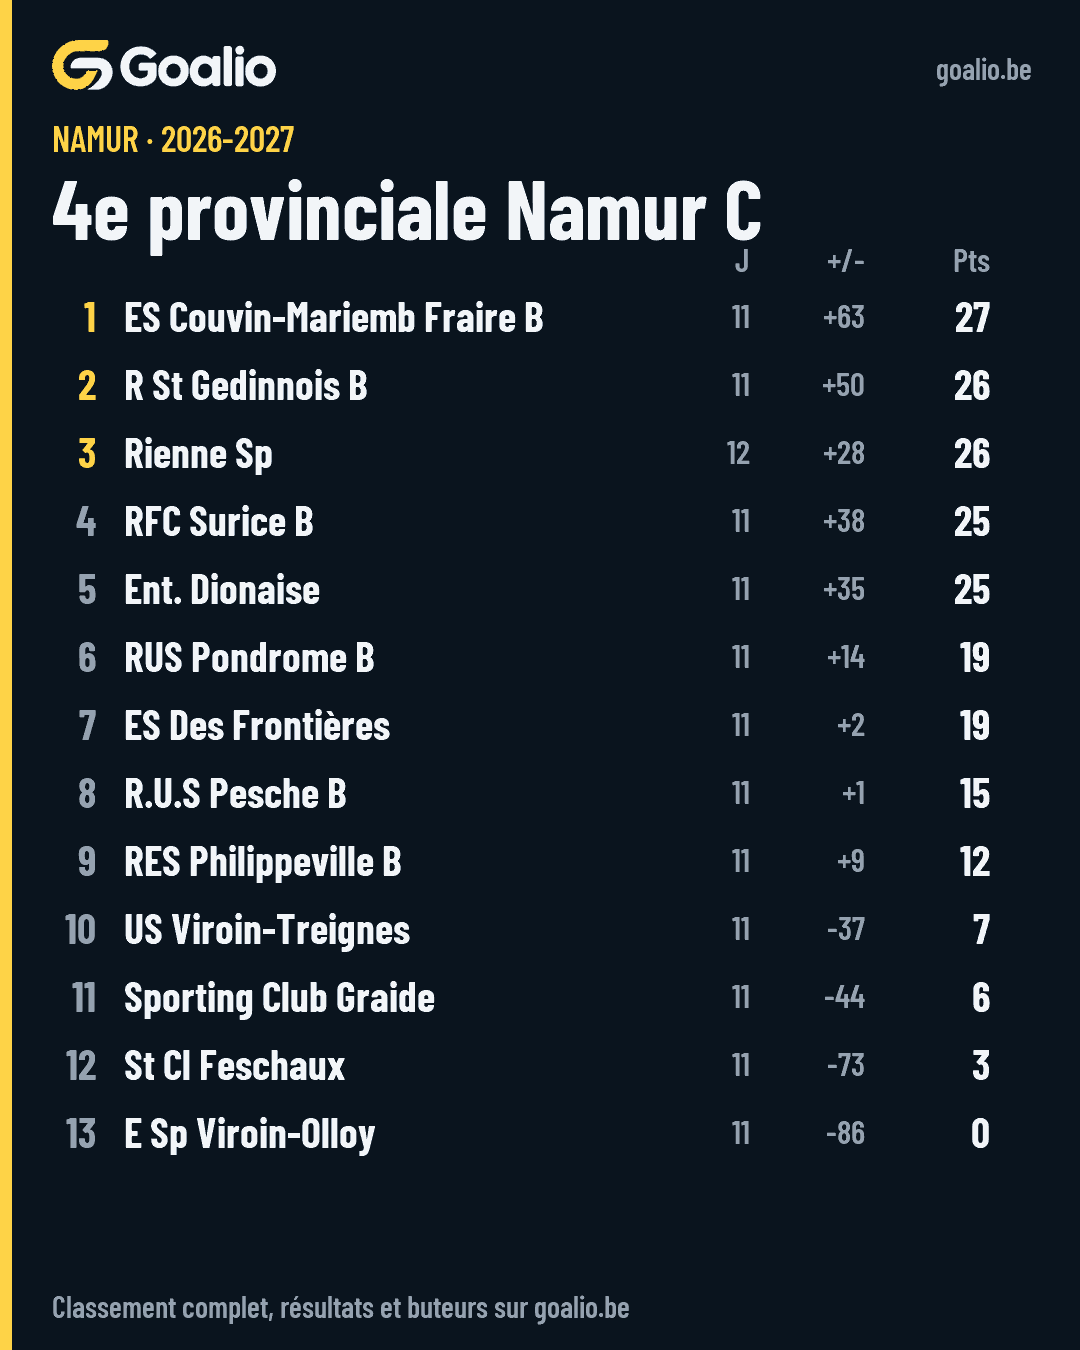 Goalio
goalio.be
NAMUR · 2026-2027
4e provinciale Namur C
J +/- Pts
1 ES Couvin-Mariemb Fraire B 11 +63 27
2 R St Gedinnois B 11 +50 26
3 Rienne Sp 12 +28 26
4 RFC Surice B 11 +38 25
5 Ent. Dionaise 11 +35 25
6 RUS Pondrome B 11 +14 19
7 ES Des Frontières 11 +2 19
8 R.U.S Pesche B 11 +1 15
9 RES Philippeville B 11 +9 12
10 US Viroin-Treignes 11 -37 7
11 Sporting Club Graide 11 -44 6
12 St Cl Feschaux 11 -73 3
13 E Sp Viroin-Olloy 11 -86 0
Classement complet, résultats et buteurs sur goalio.be